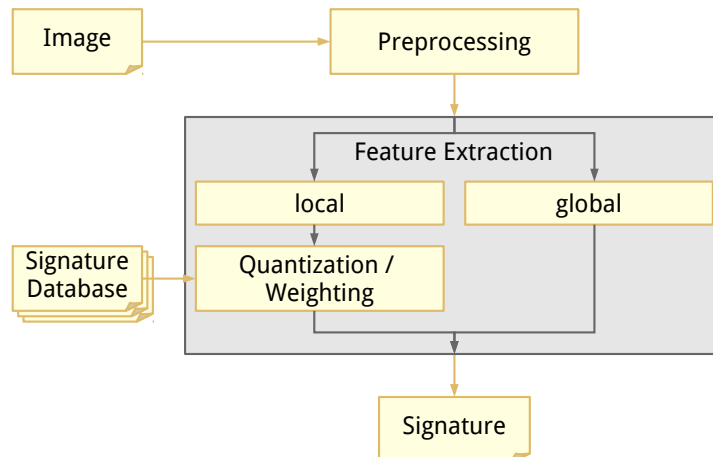 Image
Preprocessing
Feature Extraction
local
global
Signature
Database
Quantization /
Weighting
Signature